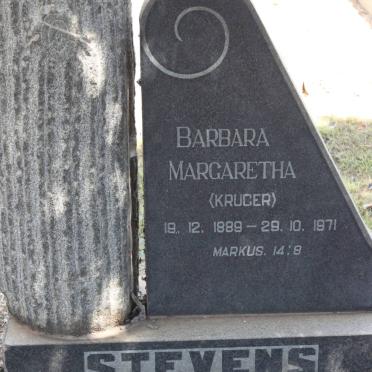 BARBARA
MARGARETHA
(KRUGER)
19. 12. 1889 – 29. 10. 1971
MARKUS. 14:8
STEVENS